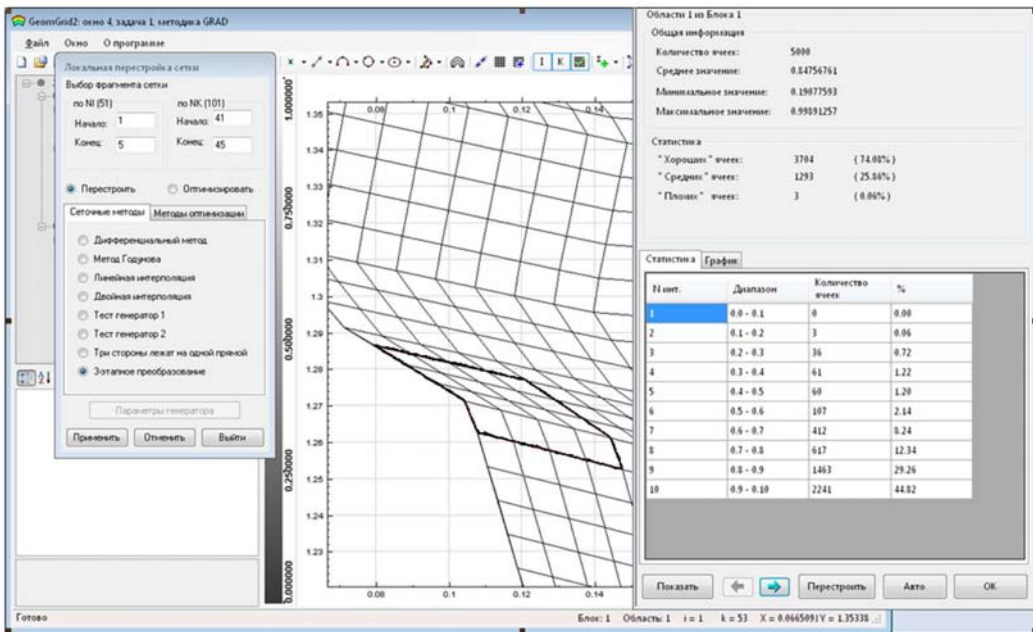 GeomGrid2: окно 4, задача 1, методика GRAD
Файл Окно О программе
Локальная перестройка сетки
Выбор фрагмента сетки
по NI (51) по NK (101)
Начало: 1 Начало: 41
Конец: 5 Конец: 45
Перестроить Оптимизировать
Сеточные методы Методы оптимизации
Дифференциальный метод
Метод Годунова
Линейная интерполяция
Двойная интерполяция
Тест генератор 1
Тест генератор 2
Три стороны лежат на одной прямой
3-этапное преобразование
Параметры генератора
Применить Отменить Выйти
I K
1.000000
0.750000
0.500000
0.250000
0.000000
0.08 0.1 0.12 0.14
1.35
1.34
1.33
1.32
1.31
1.3
1.29
1.28
1.27
1.26
1.25
1.24
1.23
0.08 0.1 0.12 0.14
Области 1 из Блока 1
Общая информация
Количество ячеек: 5000
Среднее значение: 0.84756761
Минимальное значение: 0.19077593
Максимальное значение: 0.99891257
Статистика
"Хороших" ячеек: 3704 (74.08%)
"Средних" ячеек: 1293 (25.86%)
"Плохих" ячеек: 3 (0.06%)
Статистика График
N инт. Диапазон Количество ячеек %
1 0.0 - 0.1 0 0.00
2 0.1 - 0.2 3 0.06
3 0.2 - 0.3 36 0.72
4 0.3 - 0.4 61 1.22
5 0.4 - 0.5 60 1.20
6 0.5 - 0.6 107 2.14
7 0.6 - 0.7 412 8.24
8 0.7 - 0.8 617 12.34
9 0.8 - 0.9 1463 29.26
10 0.9 - 0.10 2241 44.82
Показать Перестроить Авто ОК
Готово Блок: 1 Область: 1 i = 1 k = 53 X = 0.0665091 Y = 1.35338